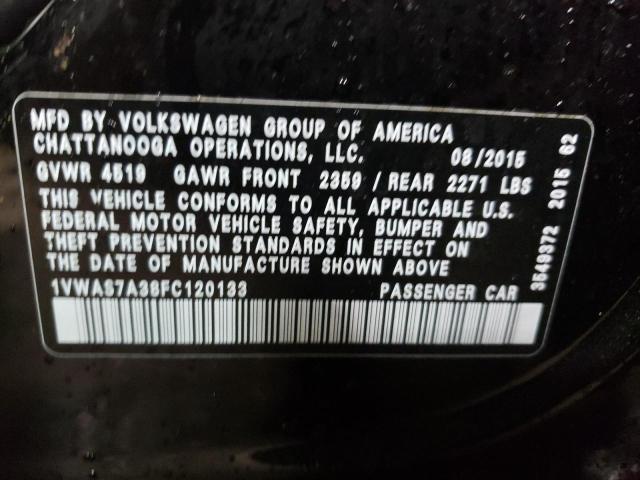 MFD BY VOLKSWAGEN GROUP OF AMERICA
CHATTANOOGA OPERATIONS, LLC. 08/2015
GVWR 4519 GAWR FRONT 2359 / REAR 2271 LBS
THIS VEHICLE CONFORMS TO ALL APPLICABLE U.S.
FEDERAL MOTOR VEHICLE SAFETY, BUMPER AND
THEFT PREVENTION STANDARDS IN EFFECT ON
THE DATE OF MANUFACTURE SHOWN ABOVE
1VWAS7A38FC120133 PASSENGER CAR
3549372 2015 62